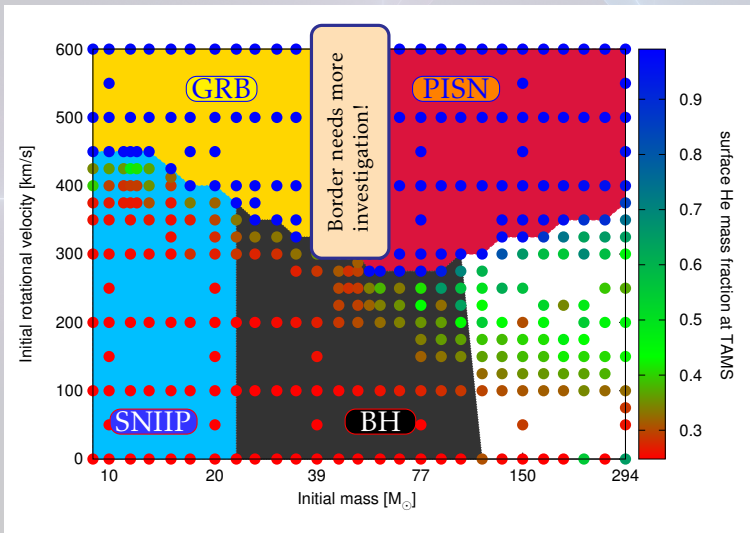 600
500
400
300
200
100
0
Initial rotational velocity [km/s]
GRB
PISN
Border needs more
investigation!
SNIIP
BH
10
20
39
77
150
294
Initial mass [M☉]
0.9
0.8
0.7
0.6
0.5
0.4
0.3
surface He mass fraction at TAMS